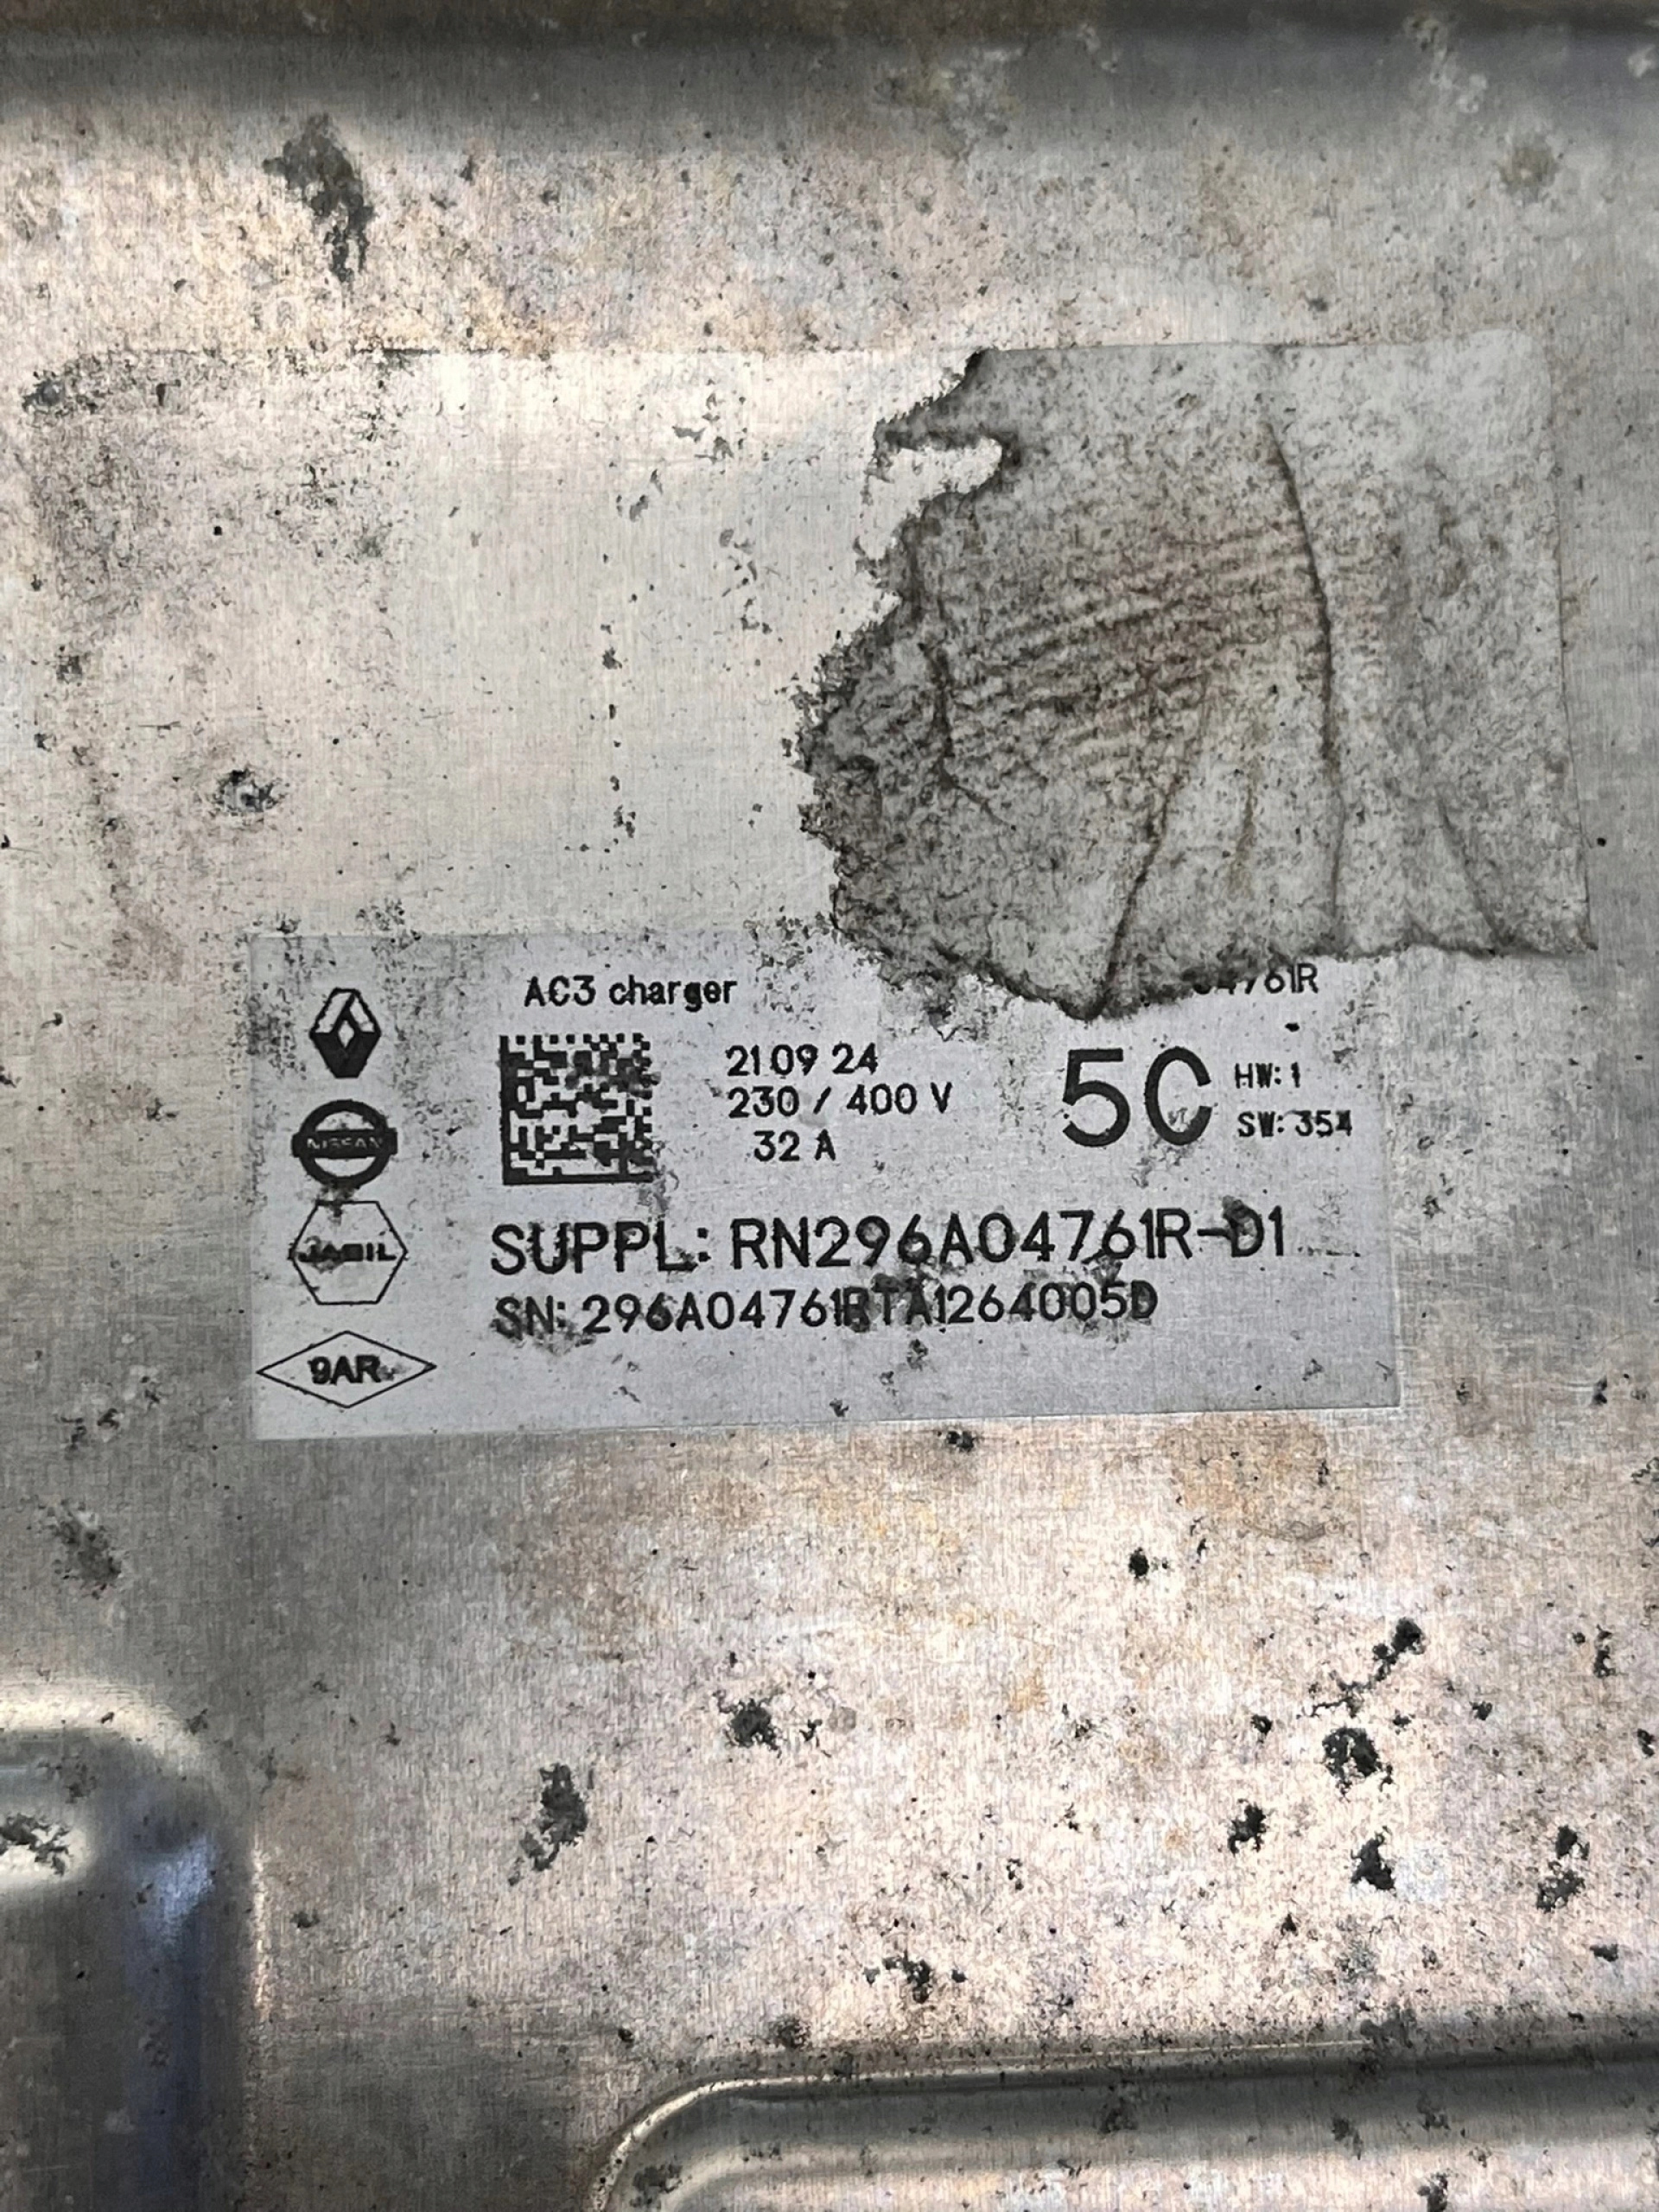 AC3 charger
04761R
21 09 24
230 / 400 V
32 A
5C
HW: 1
SW: 354
NISSAN
JABIL
SUPPL: RN296A04761R-D1
SN: 296A04761RTA1264005D
9AR